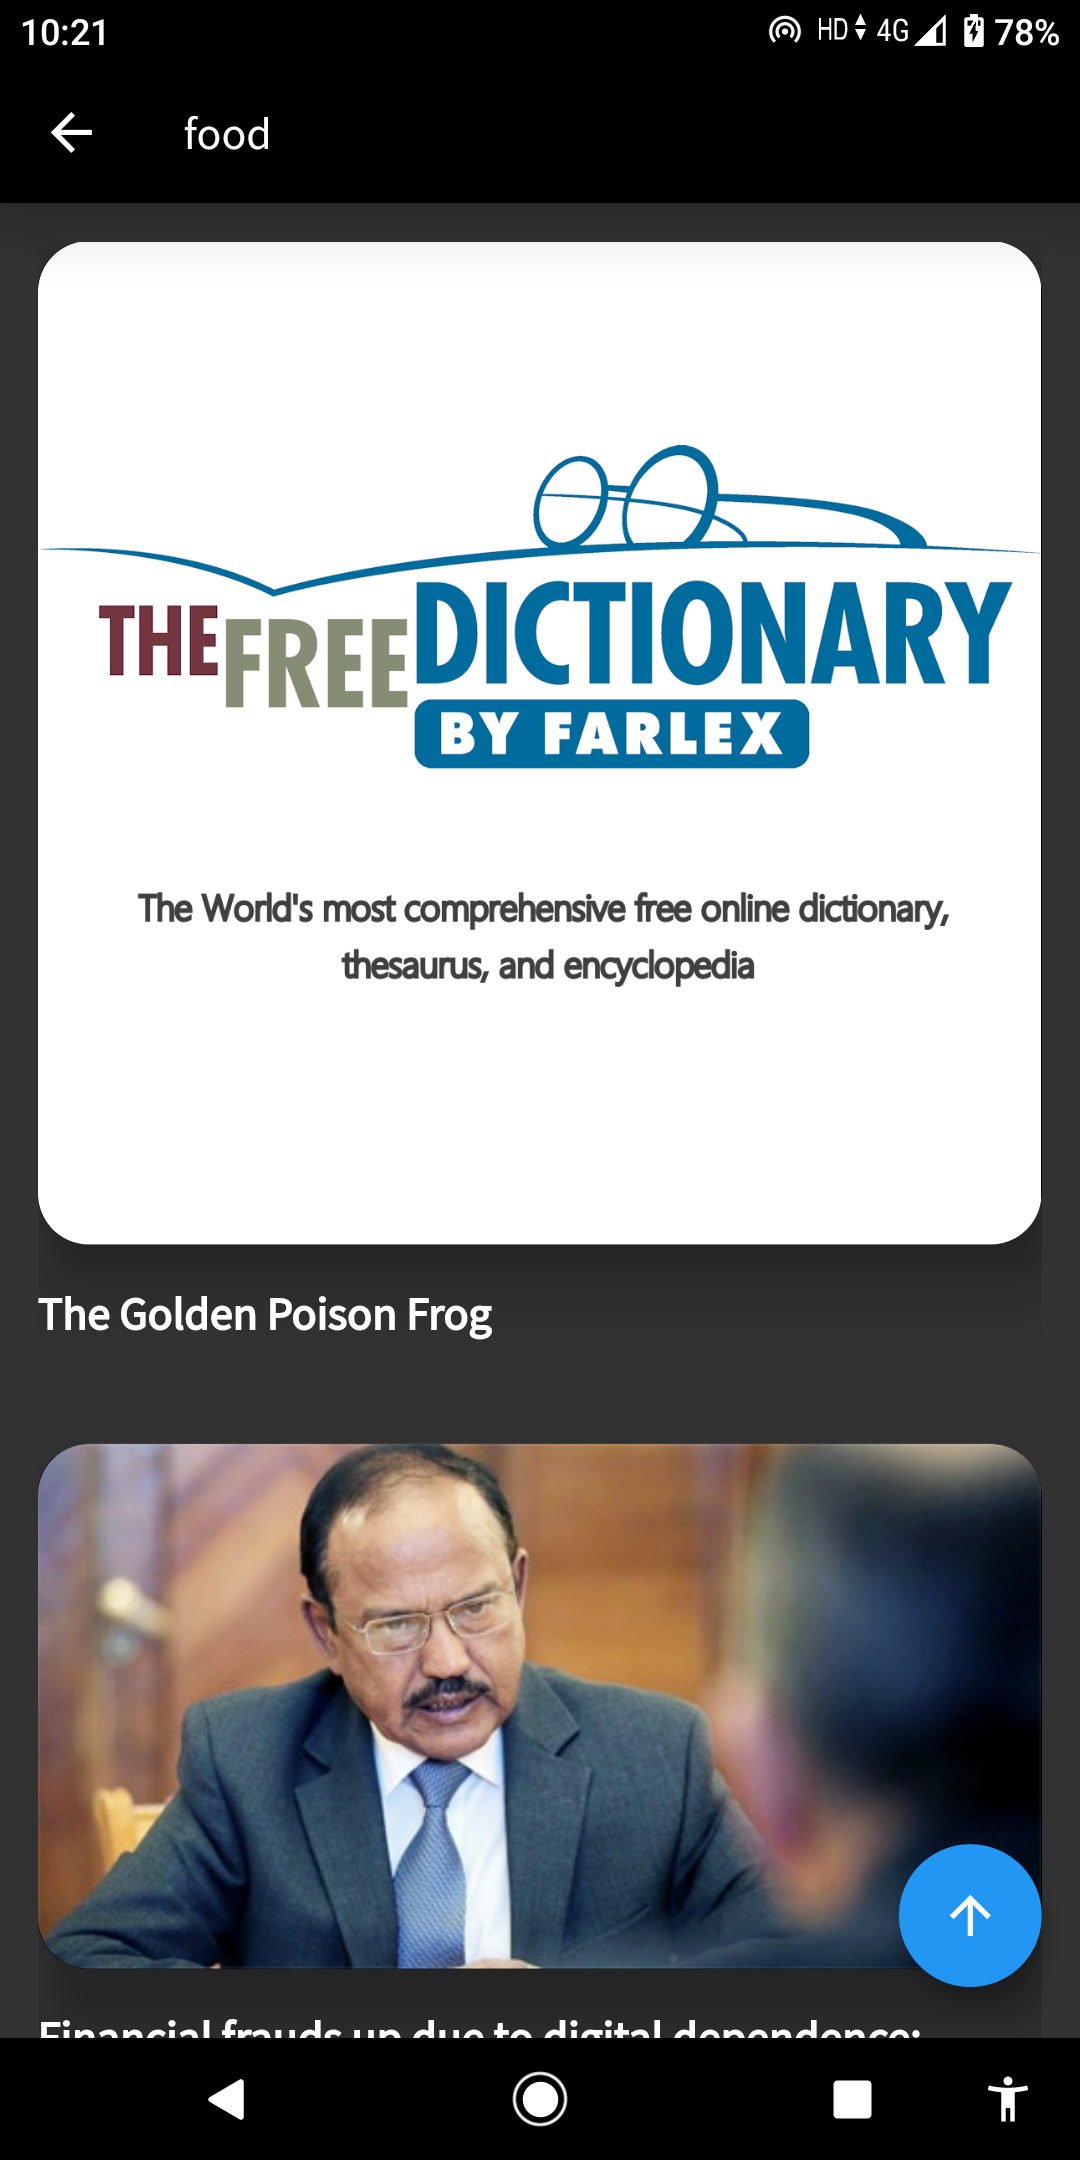 10:21
HD 4G 78%
food
THE FREE DICTIONARY
BY FARLEX
The World's most comprehensive free online dictionary,
thesaurus, and encyclopedia
The Golden Poison Frog
Financial frauds up due to digital dependence: